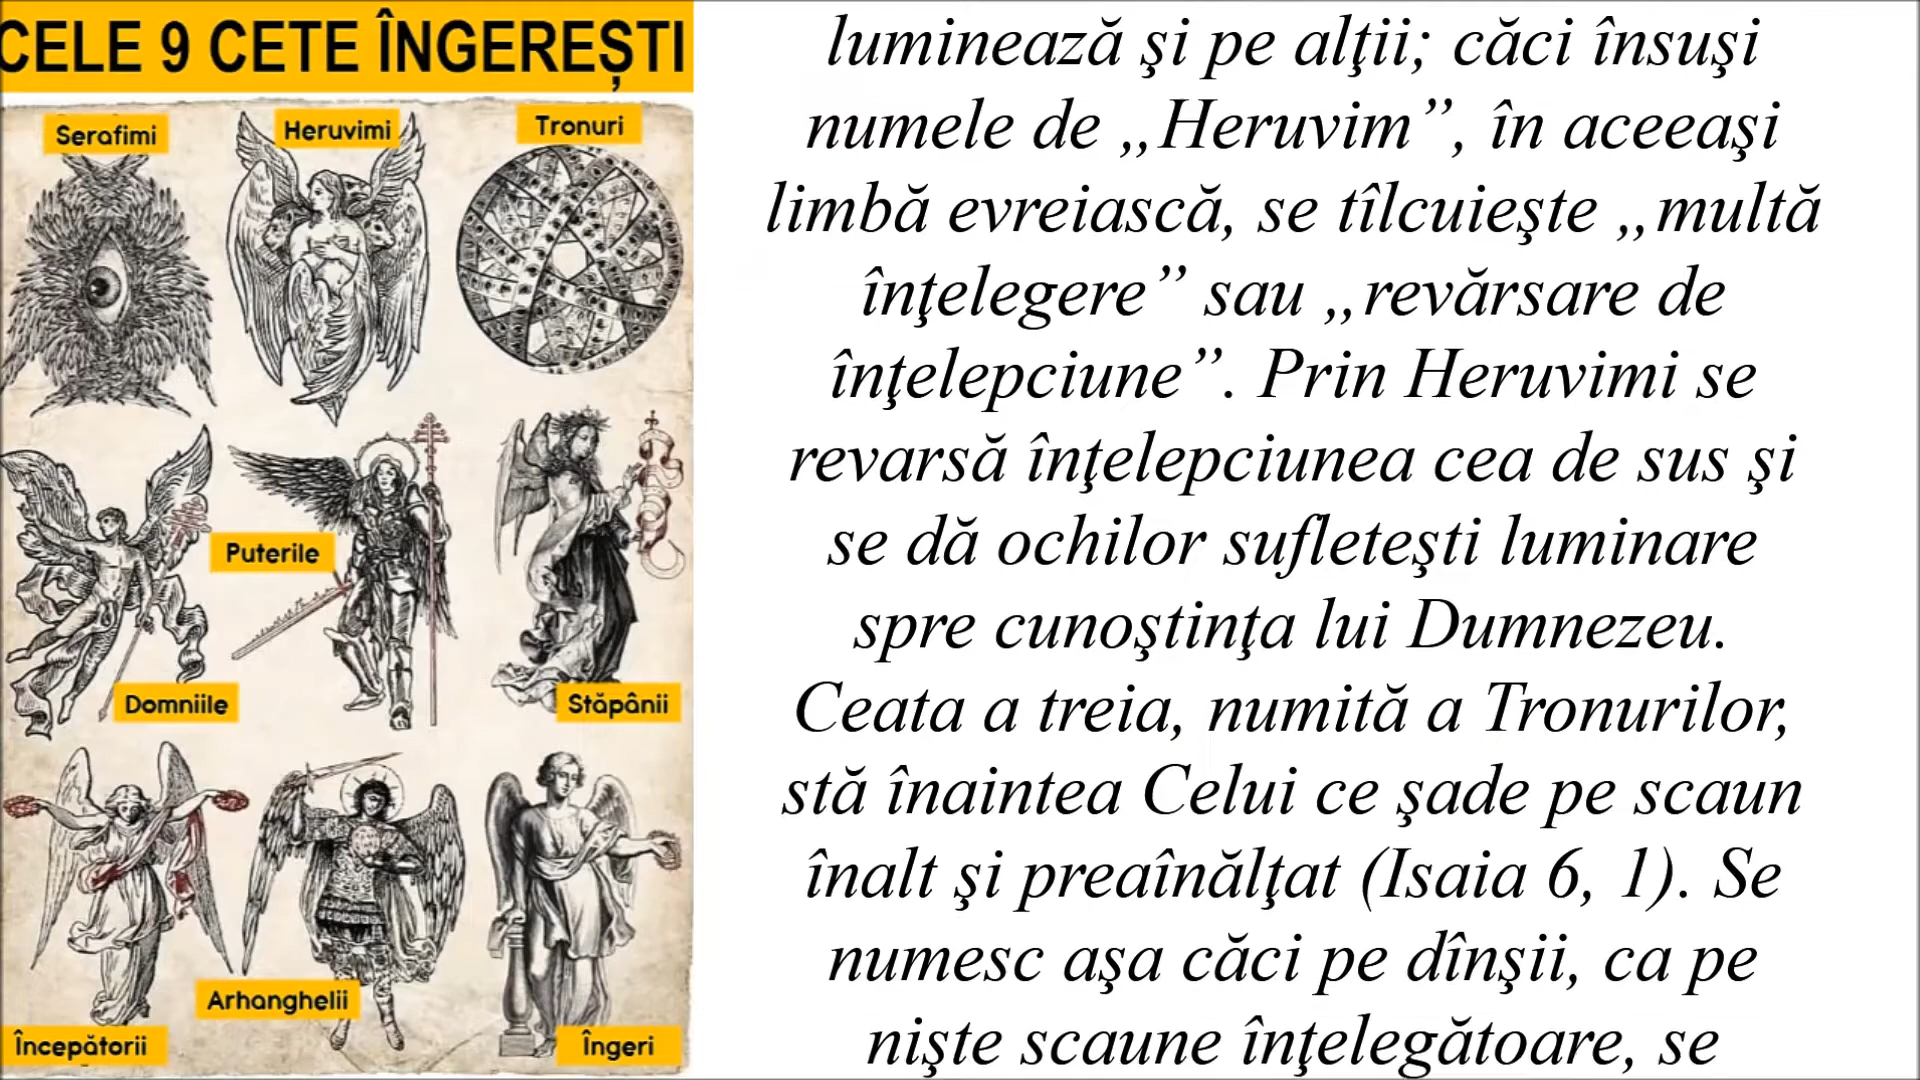 CELE 9 CETE ÎNGEREȘTI
Serafimi
Heruvimi
Tronuri
Puterile
Domniile
Stăpânii
Arhanghelii
Începătorii
Îngeri
luminează şi pe alţii; căci însuşi
numele de ,,Heruvim”, în aceeaşi
limbă evreiască, se tîlcuieşte ,,multă
înţelegere” sau ,,revărsare de
înţelepciune”. Prin Heruvimi se
revarsă înţelepciunea cea de sus şi
se dă ochilor sufleteşti luminare
spre cunoştinţa lui Dumnezeu.
Ceata a treia, numită a Tronurilor,
stă înaintea Celui ce şade pe scaun
înalt şi preaînălţat (Isaia 6, 1). Se
numesc aşa căci pe dînşii, ca pe
nişte scaune înţelegătoare, se